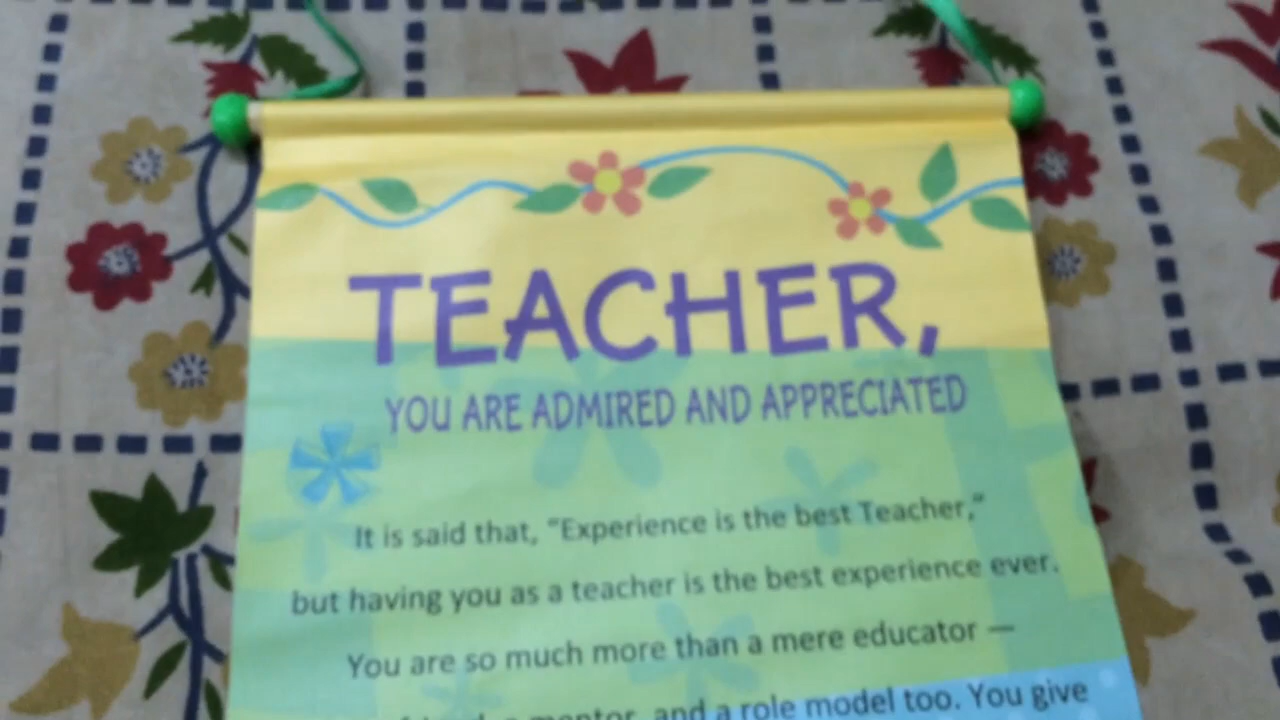 TEACHER,
YOU ARE ADMIRED AND APPRECIATED
It is said that, “Experience is the best Teacher,”
but having you as a teacher is the best experience ever.
You are so much more than a mere educator —
mentor, and a role model too. You give